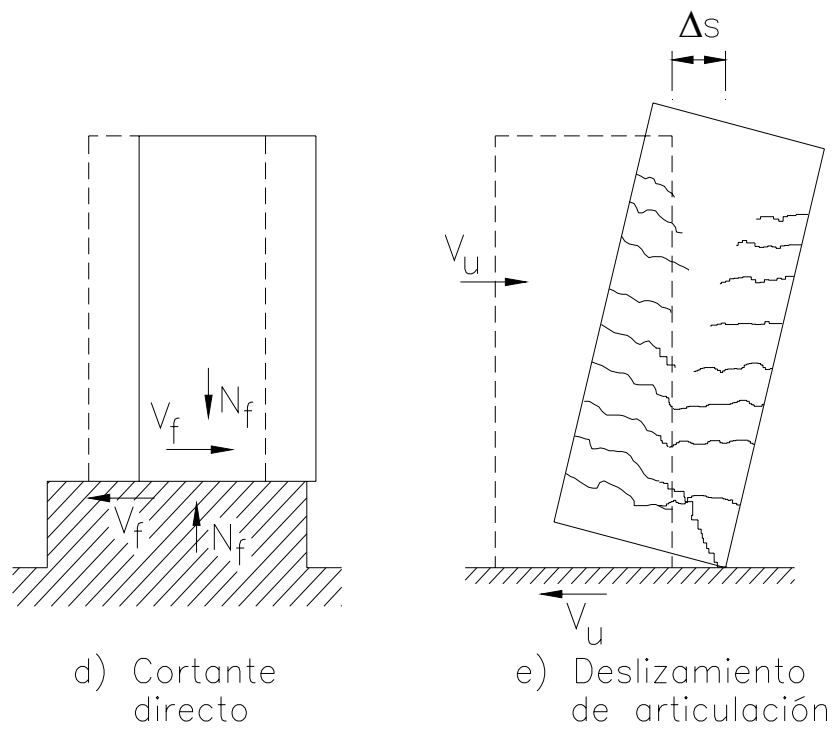 Δs
V_u
N_f
V_f
V_f
N_f
V_u
d) Cortante
directo
e) Deslizamiento
de articulación